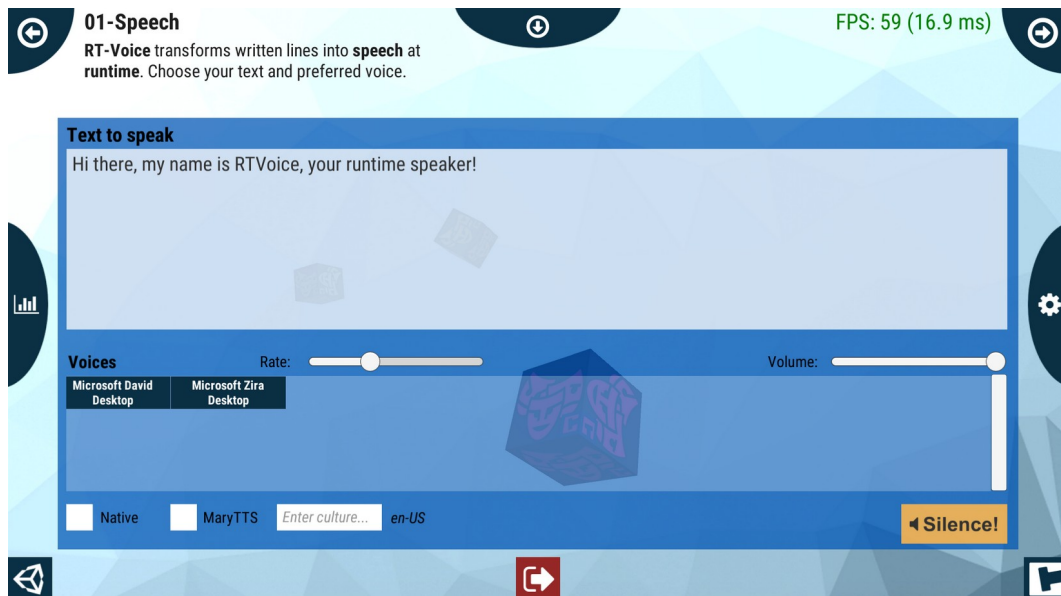 01-Speech
FPS: 59 (16.9 ms)
RT-Voice transforms written lines into speech at
runtime. Choose your text and preferred voice.
Text to speak
Hi there, my name is RTVoice, your runtime speaker!
Voices
Rate:
Volume:
Microsoft David
Desktop
Microsoft Zira
Desktop
Native
MaryTTS
Enter culture...
en-US
Silence!